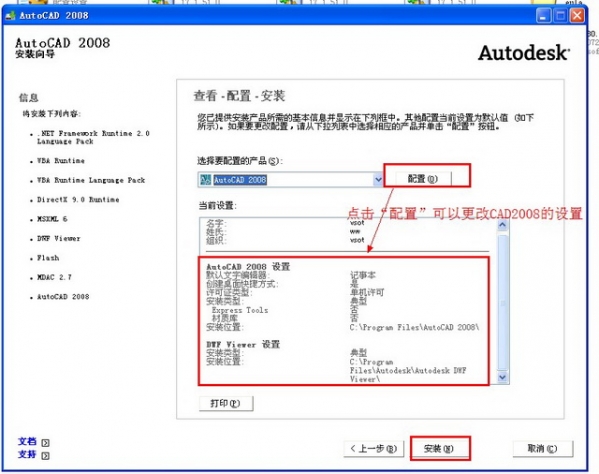 AutoCAD 2008
AutoCAD 2008
安装向导
Autodesk
信息
将安装下列内容:
.NET Framework Runtime 2.0
Language Pack
VBA Runtime
VBA Runtime Language Pack
DirectX 9.0 Runtime
MSXML 6
DWF Viewer
Flash
MDAC 2.7
AutoCAD 2008
查看 - 配置 - 安装
您已提供安装产品所需的基本信息并显示在下列框中。其他配置当前设置为默认值 (如下
所示)。如果要更改配置，请从下拉列表中选择相应的产品并单击“配置”按钮。
选择要配置的产品(S):
AutoCAD 2008
配置(O)
点击“配置”可以更改CAD2008的设置
当前设置:
名字: vsot
姓氏: ww
组织: vsot
AutoCAD 2008 设置
默认文字编辑器: 记事本
创建桌面快捷方式: 是
许可证类型: 单机许可
安装类型: 典型
Express Tools 否
材质库 否
安装位置: C:\Program Files\AutoCAD 2008\
DWF Viewer 设置
安装类型: 典型
安装位置: C:\Program
Files\Autodesk\Autodesk DWF
Viewer\
打印(P)
文档
支持
< 上一步(B)
安装(N)
取消(C)